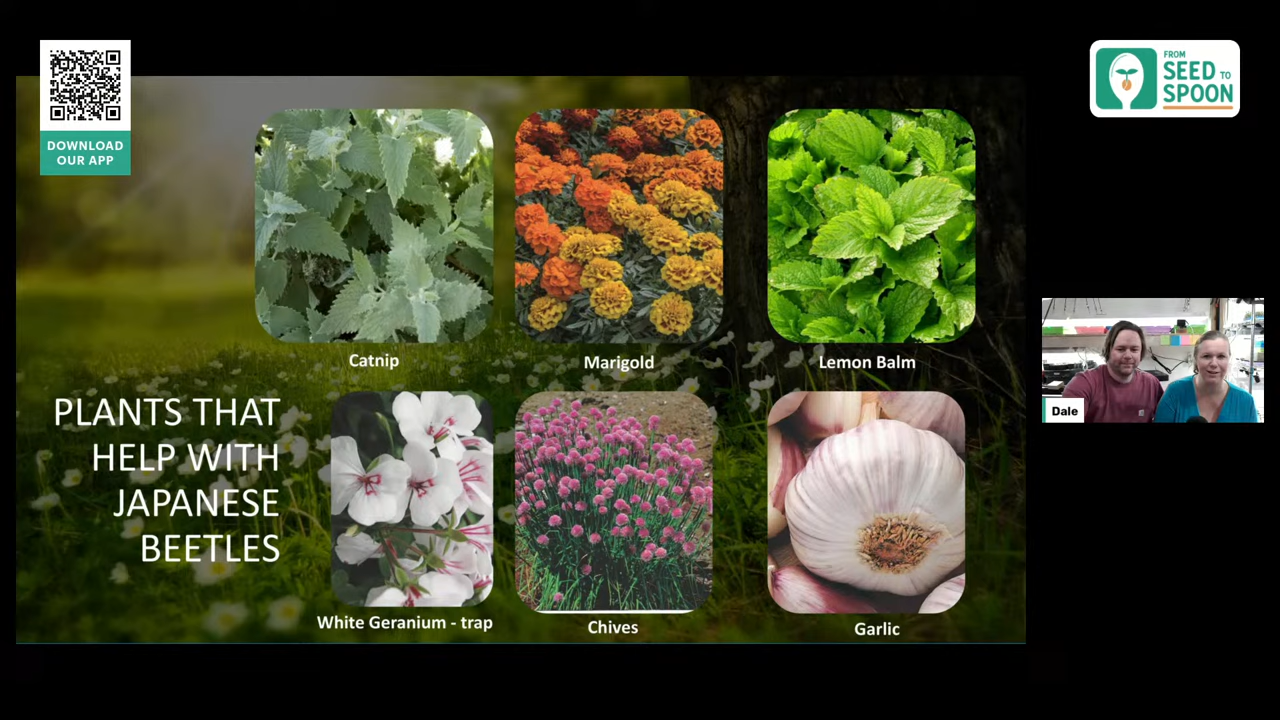 DOWNLOAD
OUR APP
FROM
SEED TO
SPOON
Catnip
Marigold
Lemon Balm
PLANTS THAT
HELP WITH
JAPANESE
BEETLES
Dale
White Geranium - trap
Chives
Garlic